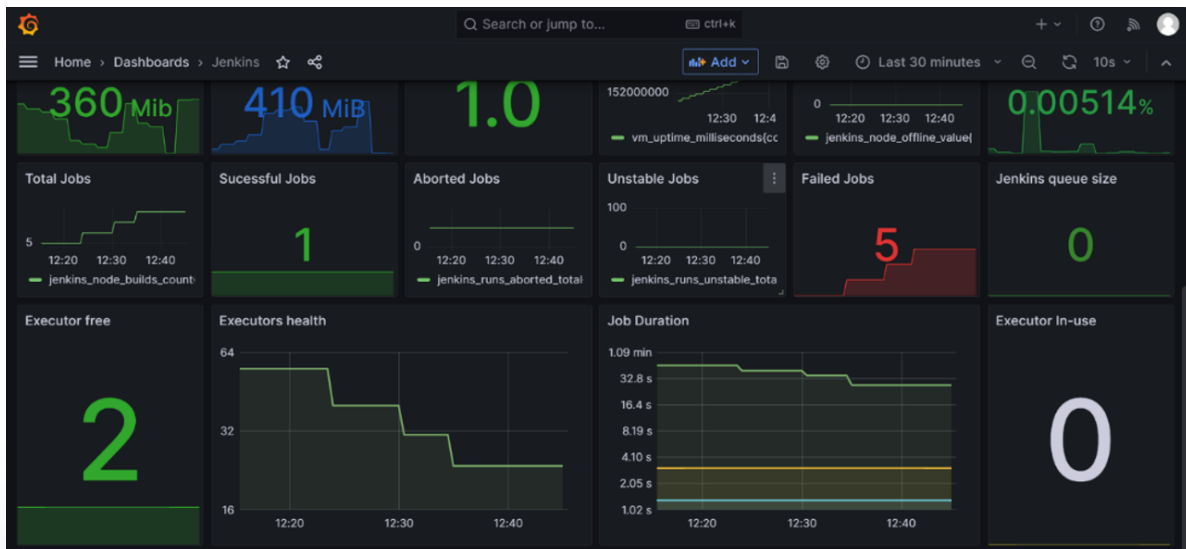 Search or jump to... ctrl+k
Home › Dashboards › Jenkins Add Last 30 minutes 10s
360 Mib
410 MiB
1.0
152000000
12:30 12:4
vm_uptime_milliseconds{cc
0
12:20 12:30 12:40
jenkins_node_offline_value{
0.00514%
Total Jobs
5
12:20 12:30 12:40
jenkins_node_builds_count
Sucessful Jobs
1
Aborted Jobs
0
12:20 12:30 12:40
jenkins_runs_aborted_total
Unstable Jobs
100
0
12:20 12:30 12:40
jenkins_runs_unstable_tota
Failed Jobs
5
Jenkins queue size
0
Executor free
2
Executors health
64
32
16
12:20 12:30 12:40
Job Duration
1.09 min
32.8 s
16.4 s
8.19 s
4.10 s
2.05 s
1.02 s
12:20 12:30 12:40
Executor In-use
0